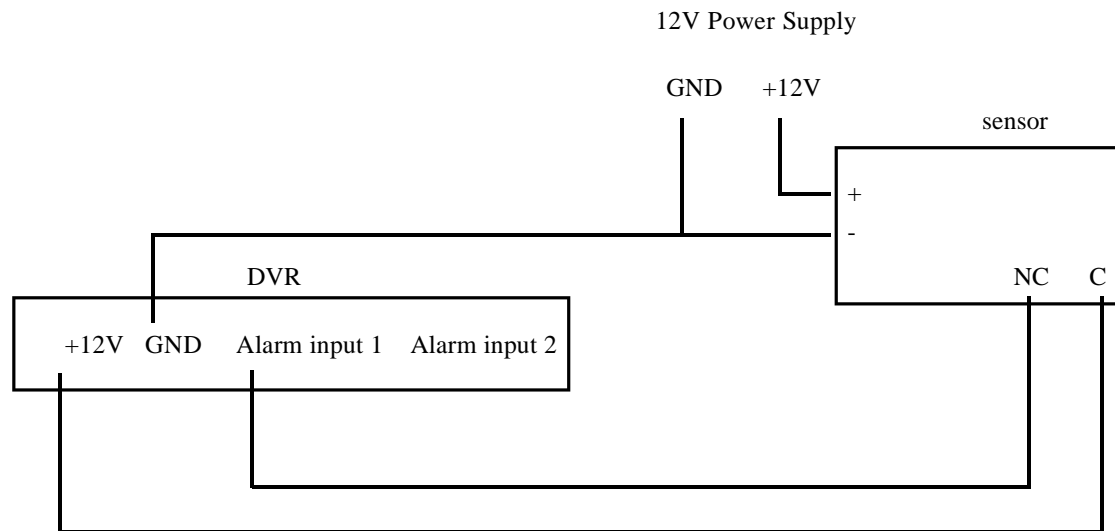 12V Power Supply
GND +12V
sensor
+
-
NC C
DVR
+12V GND Alarm input 1 Alarm input 2